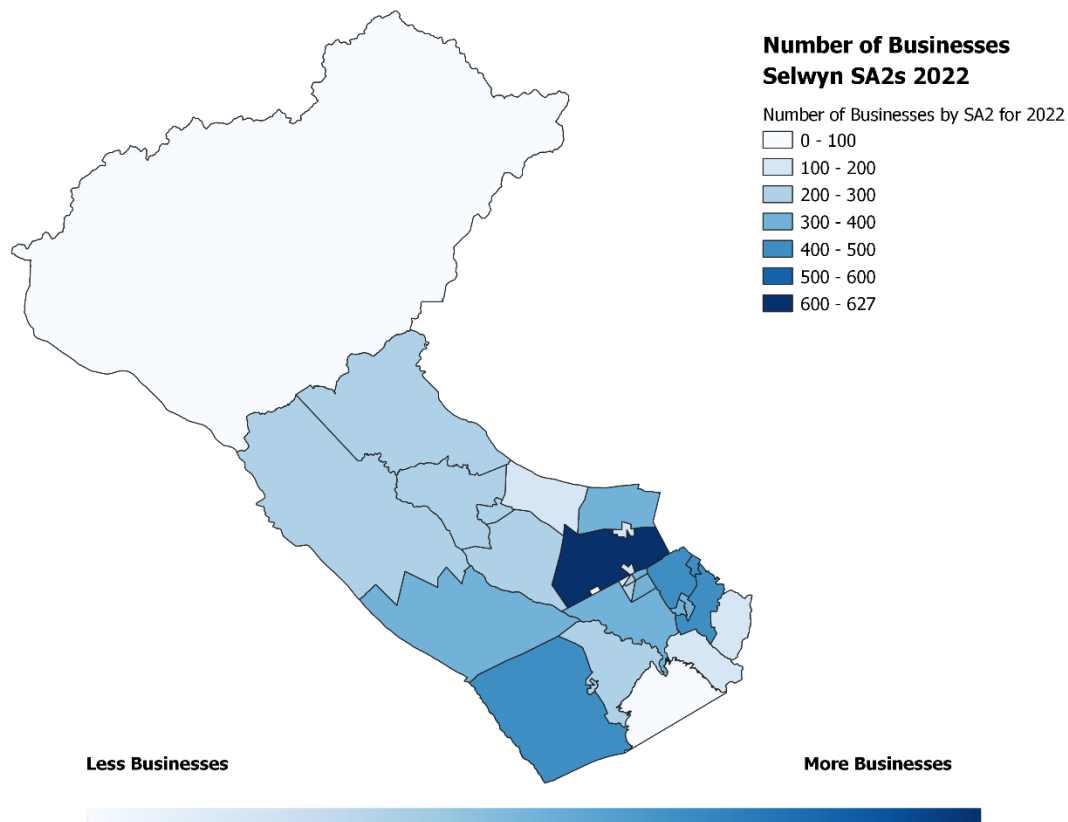 Number of Businesses
Selwyn SA2s 2022
Number of Businesses by SA2 for 2022
0 - 100
100 - 200
200 - 300
300 - 400
400 - 500
500 - 600
600 - 627
Less Businesses
More Businesses